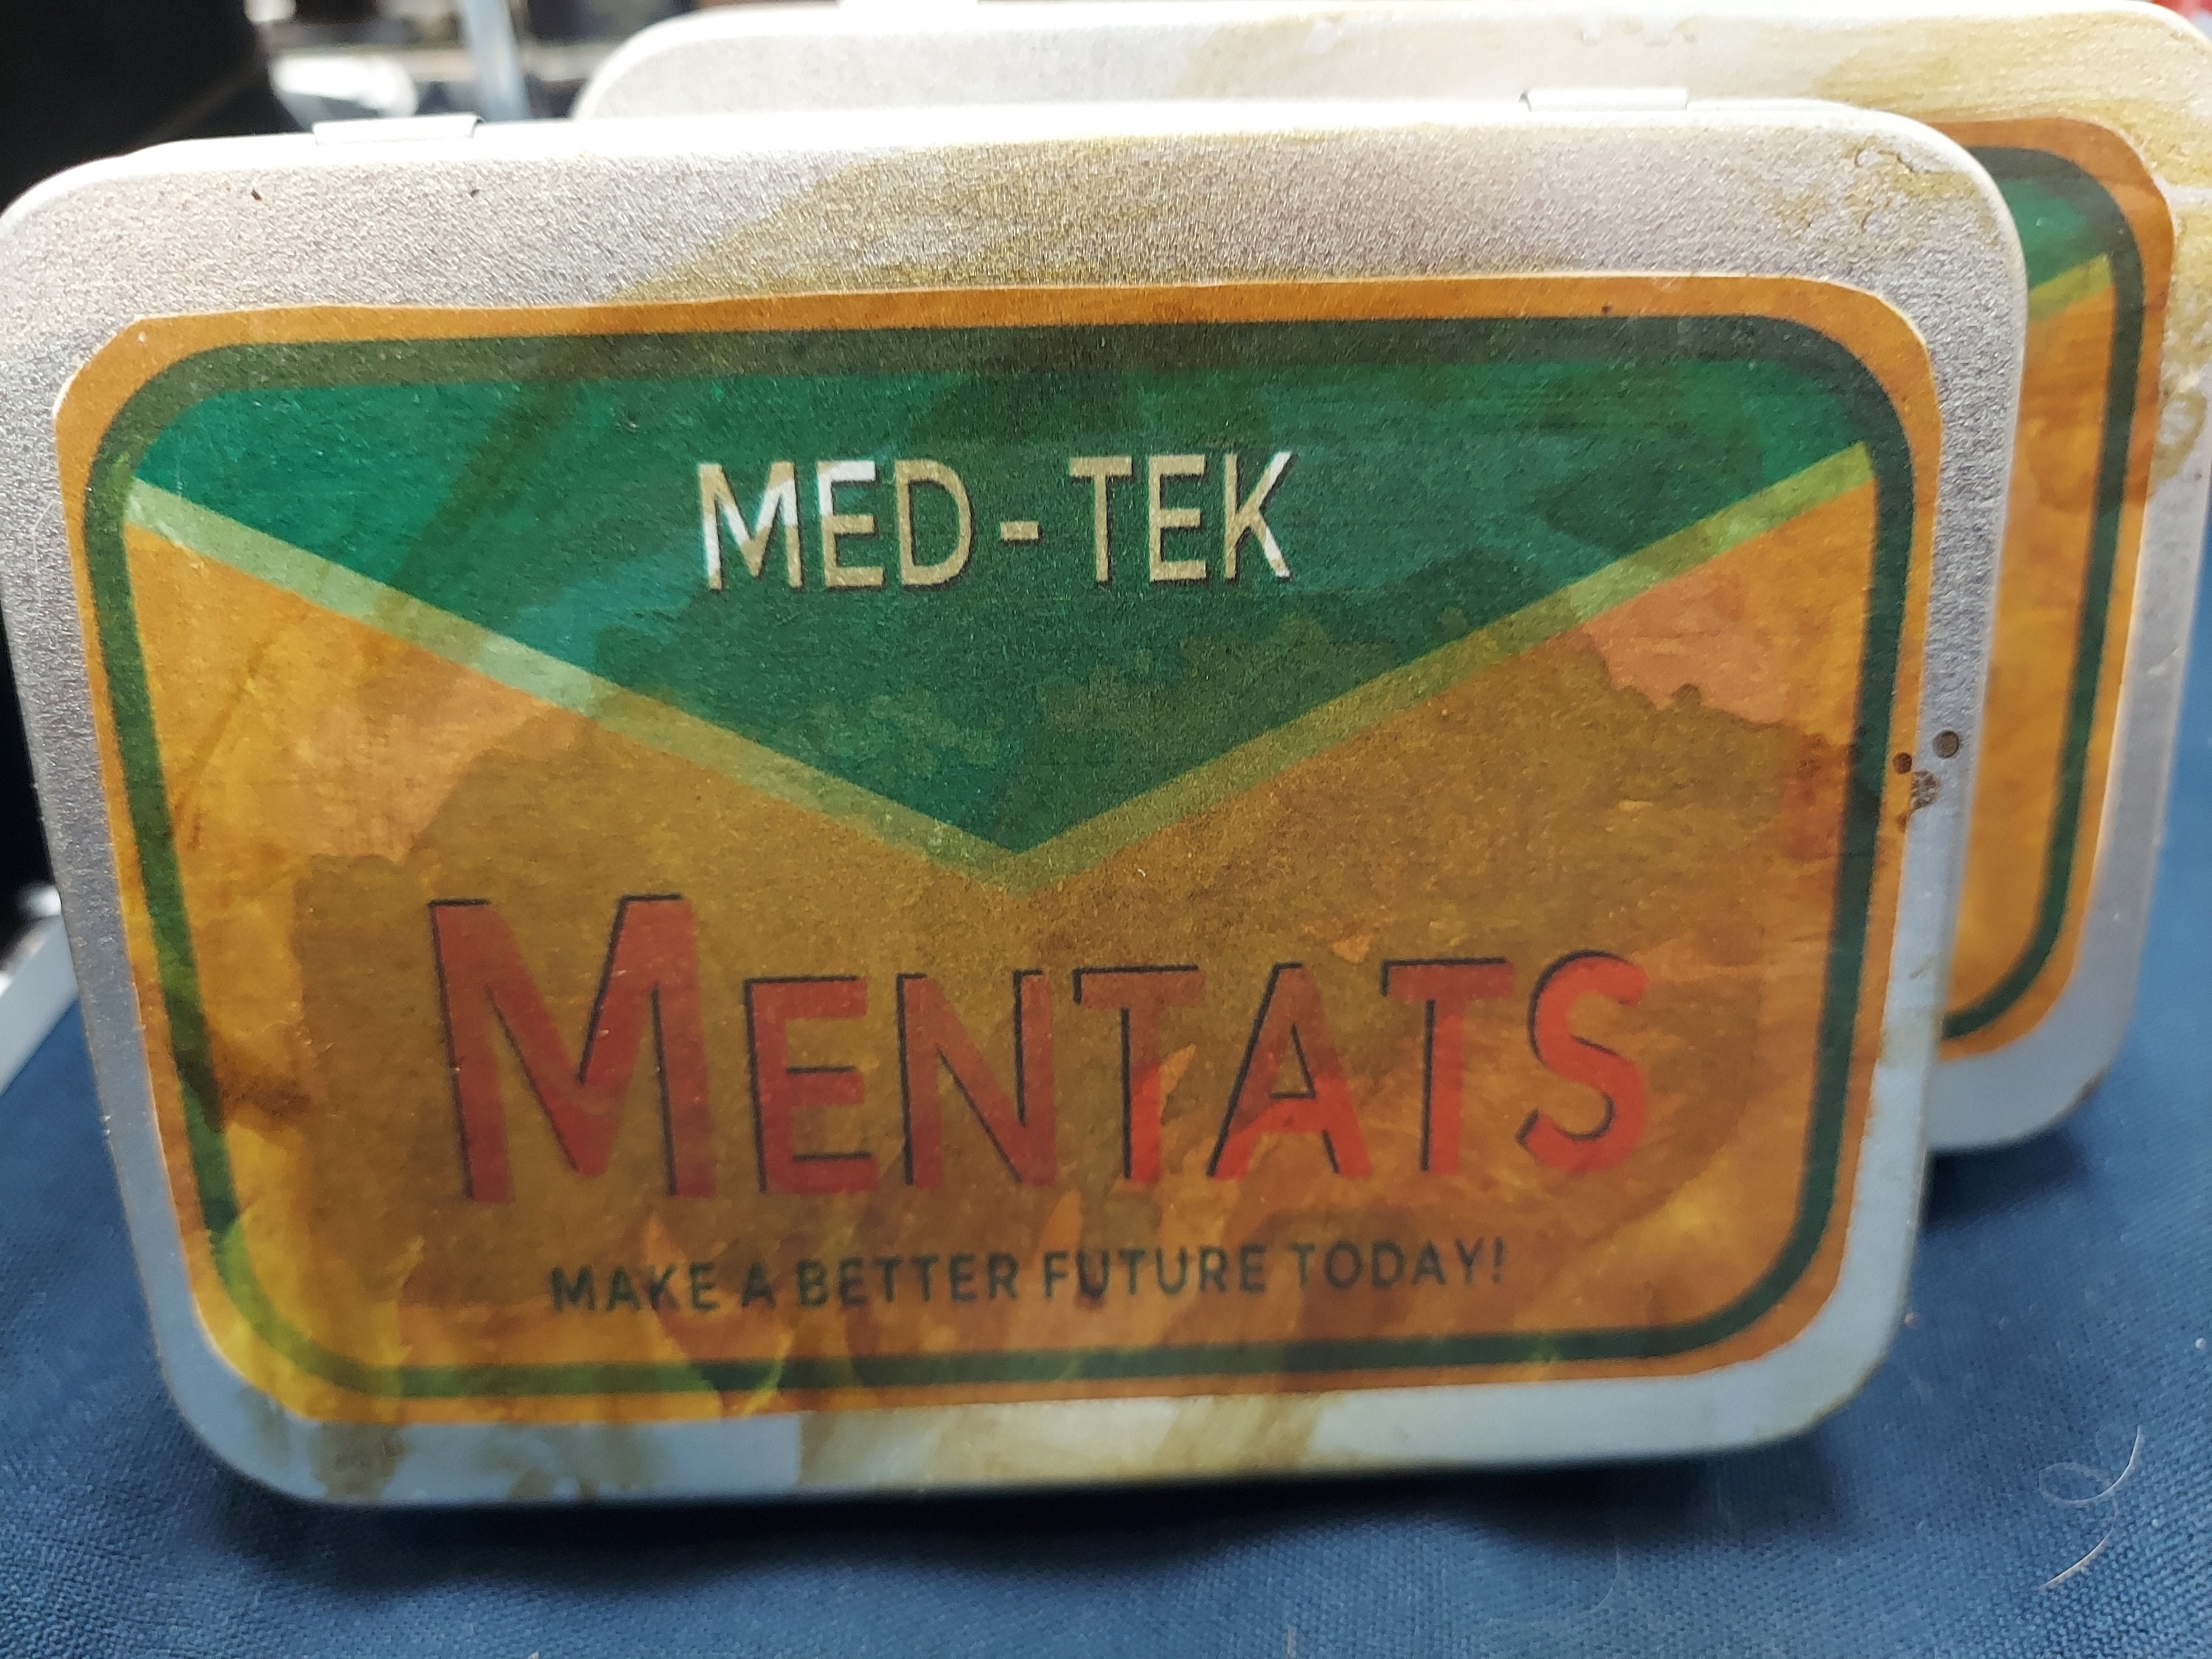 MED-TEK
MENTATS
MAKE A BETTER FUTURE TODAY!